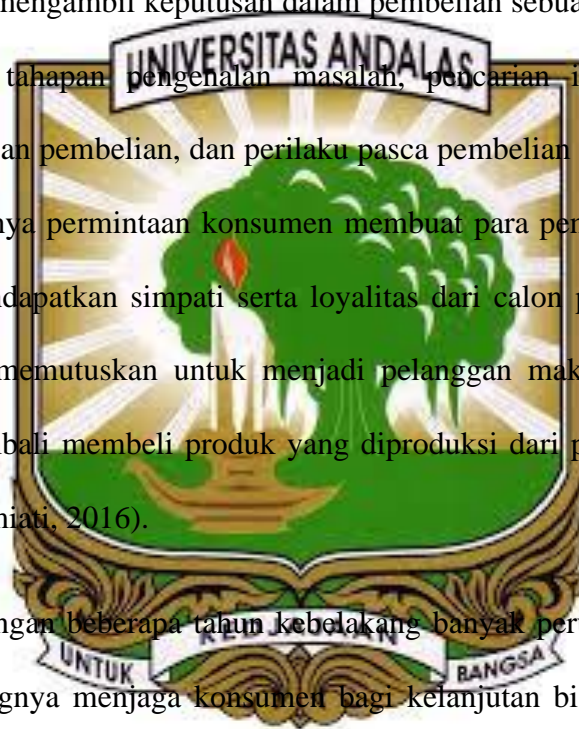 mengambil keputusan dalam pembelian sebua
UNIVERSITAS ANDALAS
tahapan pengenalan masalah, pencarian i
an pembelian, dan perilaku pasca pembelian
nya permintaan konsumen membuat para pe
ndapatkan simpati serta loyalitas dari calon p
memutuskan untuk menjadi pelanggan mak
bali membeli produk yang diproduksi dari p
niati, 2016).
ngan beberapa tahun kebelakang banyak per
KEDJAJAAN
UNTUK BANGSA
gnya menjaga konsumen bagi kelanjutan bi